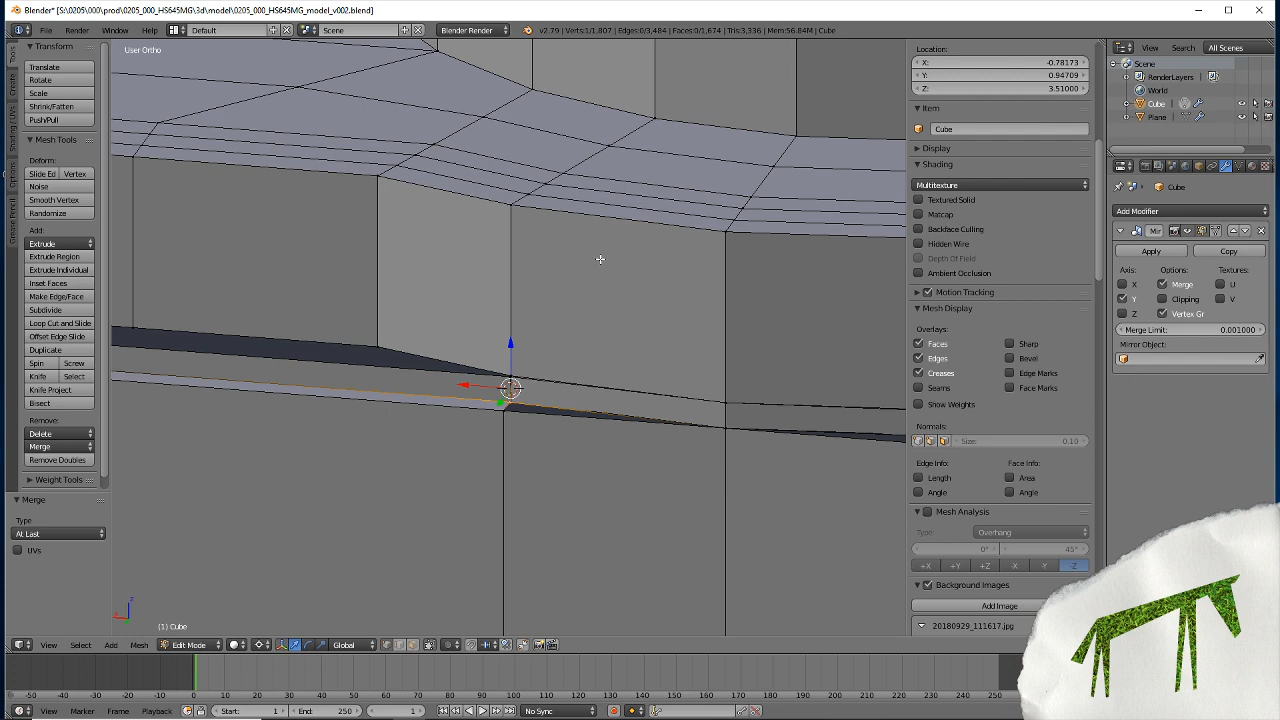 Blender* [S:\0205\000\prod\0205_000_HS645MG\3d\model\0205_000_HS645MG_model_v002.blend]
File Render Window Help Default Scene Blender Render v2.79 | Verts:1/1,807 | Edges:0/3,484 | Faces:0/1,674 | Tris:3,336 | Mem:56.84M | Cube
Tools
Create
Shading / UVs
Options
Grease Pencil
Transform
Translate
Rotate
Scale
Shrink/Fatten
Push/Pull
Mesh Tools
Deform:
Slide Ed Vertex
Noise
Smooth Vertex
Randomize
Add:
Extrude
Extrude Region
Extrude Individual
Inset Faces
Make Edge/Face
Subdivide
Loop Cut and Slide
Offset Edge Slide
Duplicate
Spin Screw
Knife Select
Knife Project
Bisect
Remove:
Delete
Merge
Remove Doubles
Weight Tools
Merge
Type
At Last
UVs
User Ortho
(1) Cube
Location:
X: -0.78173
Y: 0.94709
Z: 3.51000
Item
Cube
Display
Shading
Multitexture
Textured Solid
Matcap
Backface Culling
Hidden Wire
Depth Of Field
Ambient Occlusion
Motion Tracking
Mesh Display
Overlays:
Faces Sharp
Edges Bevel
Creases Edge Marks
Seams Face Marks
Show Weights
Normals:
Size: 0.10
Edge Info: Face Info:
Length Area
Angle Angle
Mesh Analysis
Type: Overhang
0° 45°
+X +Y +Z -X -Y -Z
Background Images
Add Image
20180929_111617.jpg
View Search All Scenes
Scene
RenderLayers
World
Cube
Plane
Cube
Add Modifier
Mir
Apply Copy
Axis: Options: Textures:
X Merge U
Y Clipping V
Z Vertex Gr
Merge Limit: 0.001000
Mirror Object:
View Select Add Mesh Edit Mode Global
-50 -40 -30 -20 -10 0 10 20 30 40 50 60 70 80 90 100 110 120 130 140 150 160 170 180 190 200 210 220 230 240 250
View Marker Frame Playback Start: 1 End: 250 1 No Sync